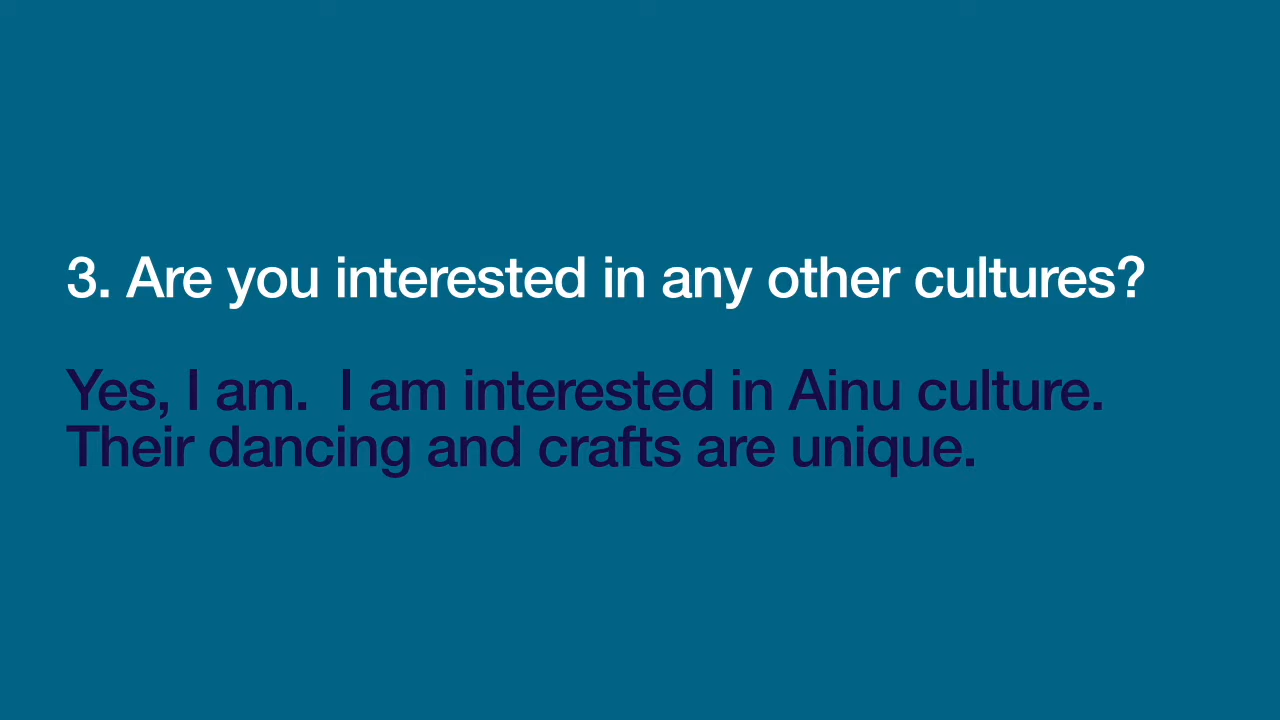 3. Are you interested in any other cultures?
Yes, I am.  I am interested in Ainu culture.
Their dancing and crafts are unique.